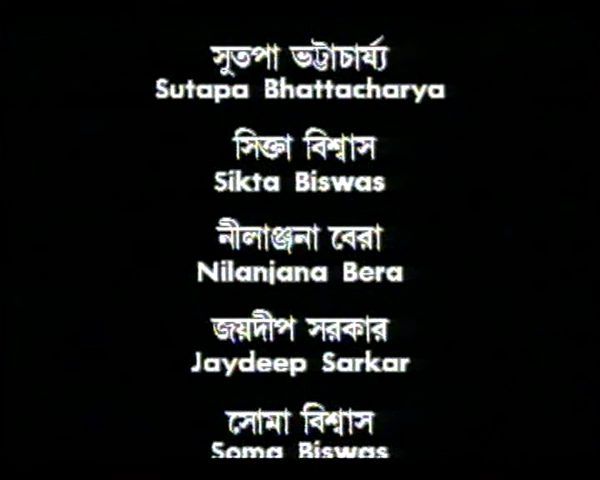 সুতপা ভট্টাচার্য্য
Sutapa Bhattacharya
সিক্তা বিশ্বাস
Sikta Biswas
নীলাঞ্জনা বেরা
Nilanjana Bera
জয়দীপ সরকার
Jaydeep Sarkar
সোমা বিশ্বাস
Soma Biswas